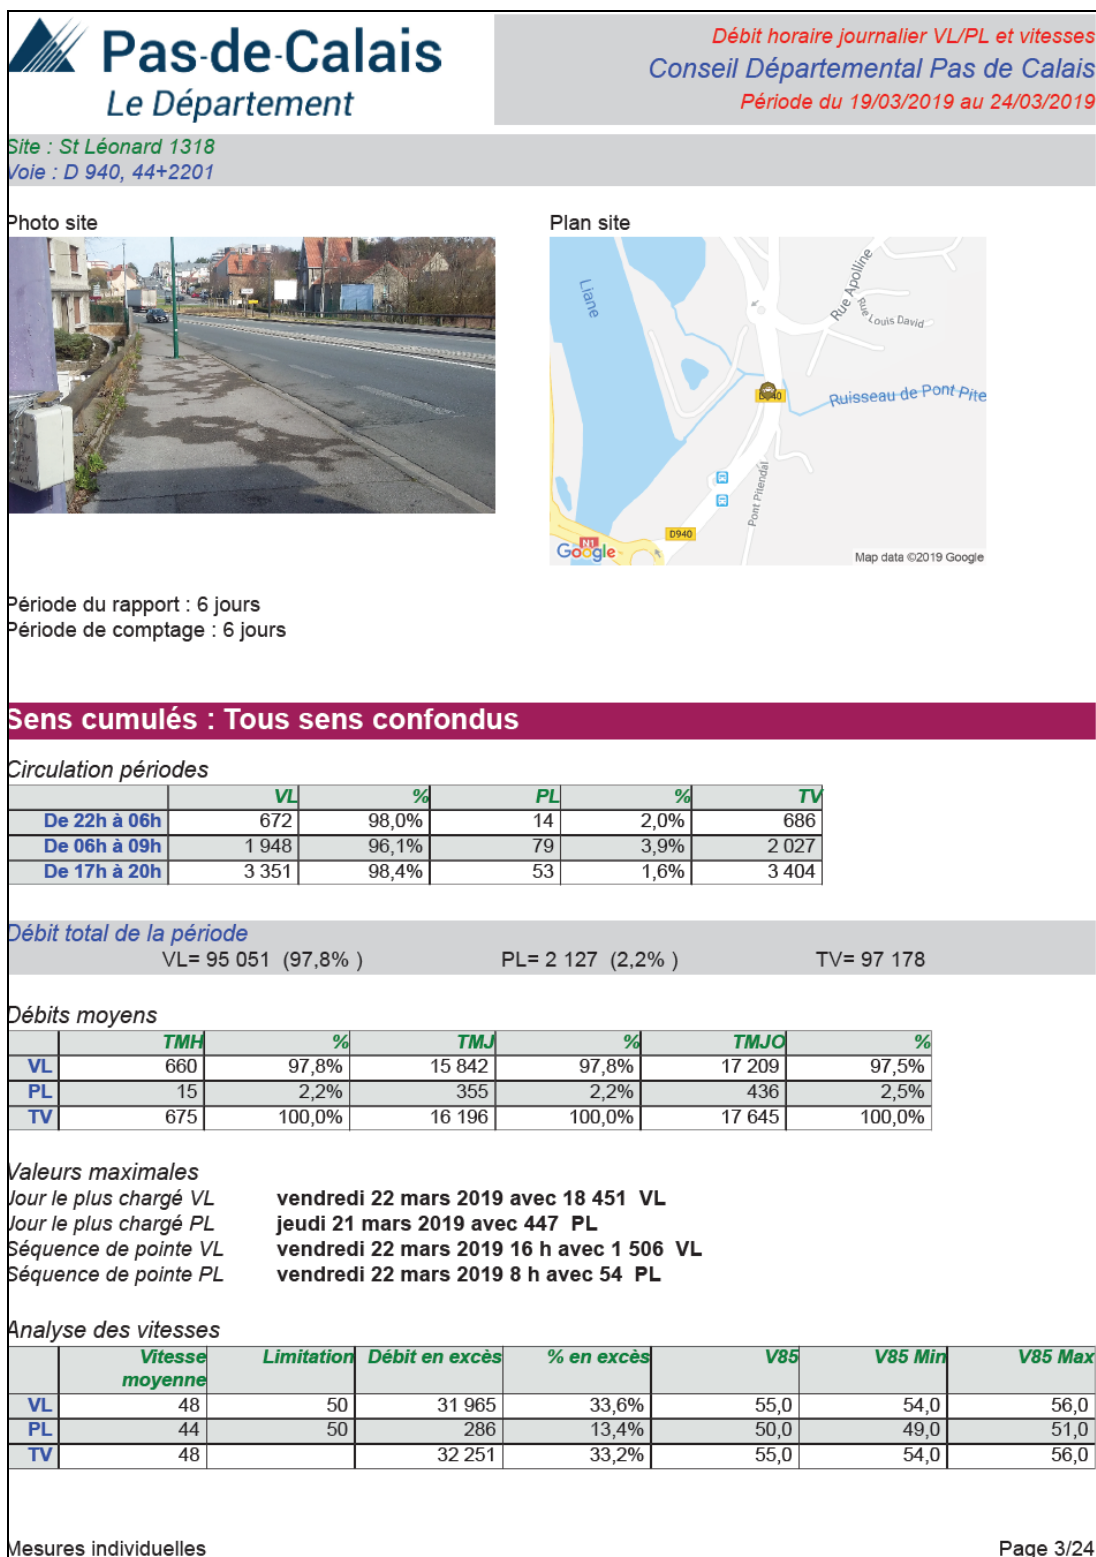 Pas-de-Calais
Le Département
Débit horaire journalier VL/PL et vitesses
Conseil Départemental Pas de Calais
Période du 19/03/2019 au 24/03/2019
Site : St Léonard 1318
Voie : D 940, 44+2201
Photo site
Plan site
Liane
Rue Apolline
Rue Louis David
D940
Ruisseau de Pont Pite
Pont Pitendal
D940
N1
Google
Map data ©2019 Google
Période du rapport : 6 jours
Période de comptage : 6 jours
Sens cumulés : Tous sens confondus
Circulation périodes
VL % PL % TV
De 22h à 06h 672 98,0% 14 2,0% 686
De 06h à 09h 1 948 96,1% 79 3,9% 2 027
De 17h à 20h 3 351 98,4% 53 1,6% 3 404
Débit total de la période
VL= 95 051 (97,8% ) PL= 2 127 (2,2% ) TV= 97 178
Débits moyens
TMH % TMJ % TMJO %
VL 660 97,8% 15 842 97,8% 17 209 97,5%
PL 15 2,2% 355 2,2% 436 2,5%
TV 675 100,0% 16 196 100,0% 17 645 100,0%
Valeurs maximales
Jour le plus chargé VL vendredi 22 mars 2019 avec 18 451 VL
Jour le plus chargé PL jeudi 21 mars 2019 avec 447 PL
Séquence de pointe VL vendredi 22 mars 2019 16 h avec 1 506 VL
Séquence de pointe PL vendredi 22 mars 2019 8 h avec 54 PL
Analyse des vitesses
Vitesse moyenne Limitation Débit en excès % en excès V85 V85 Min V85 Max
VL 48 50 31 965 33,6% 55,0 54,0 56,0
PL 44 50 286 13,4% 50,0 49,0 51,0
TV 48 32 251 33,2% 55,0 54,0 56,0
Mesures individuelles
Page 3/24